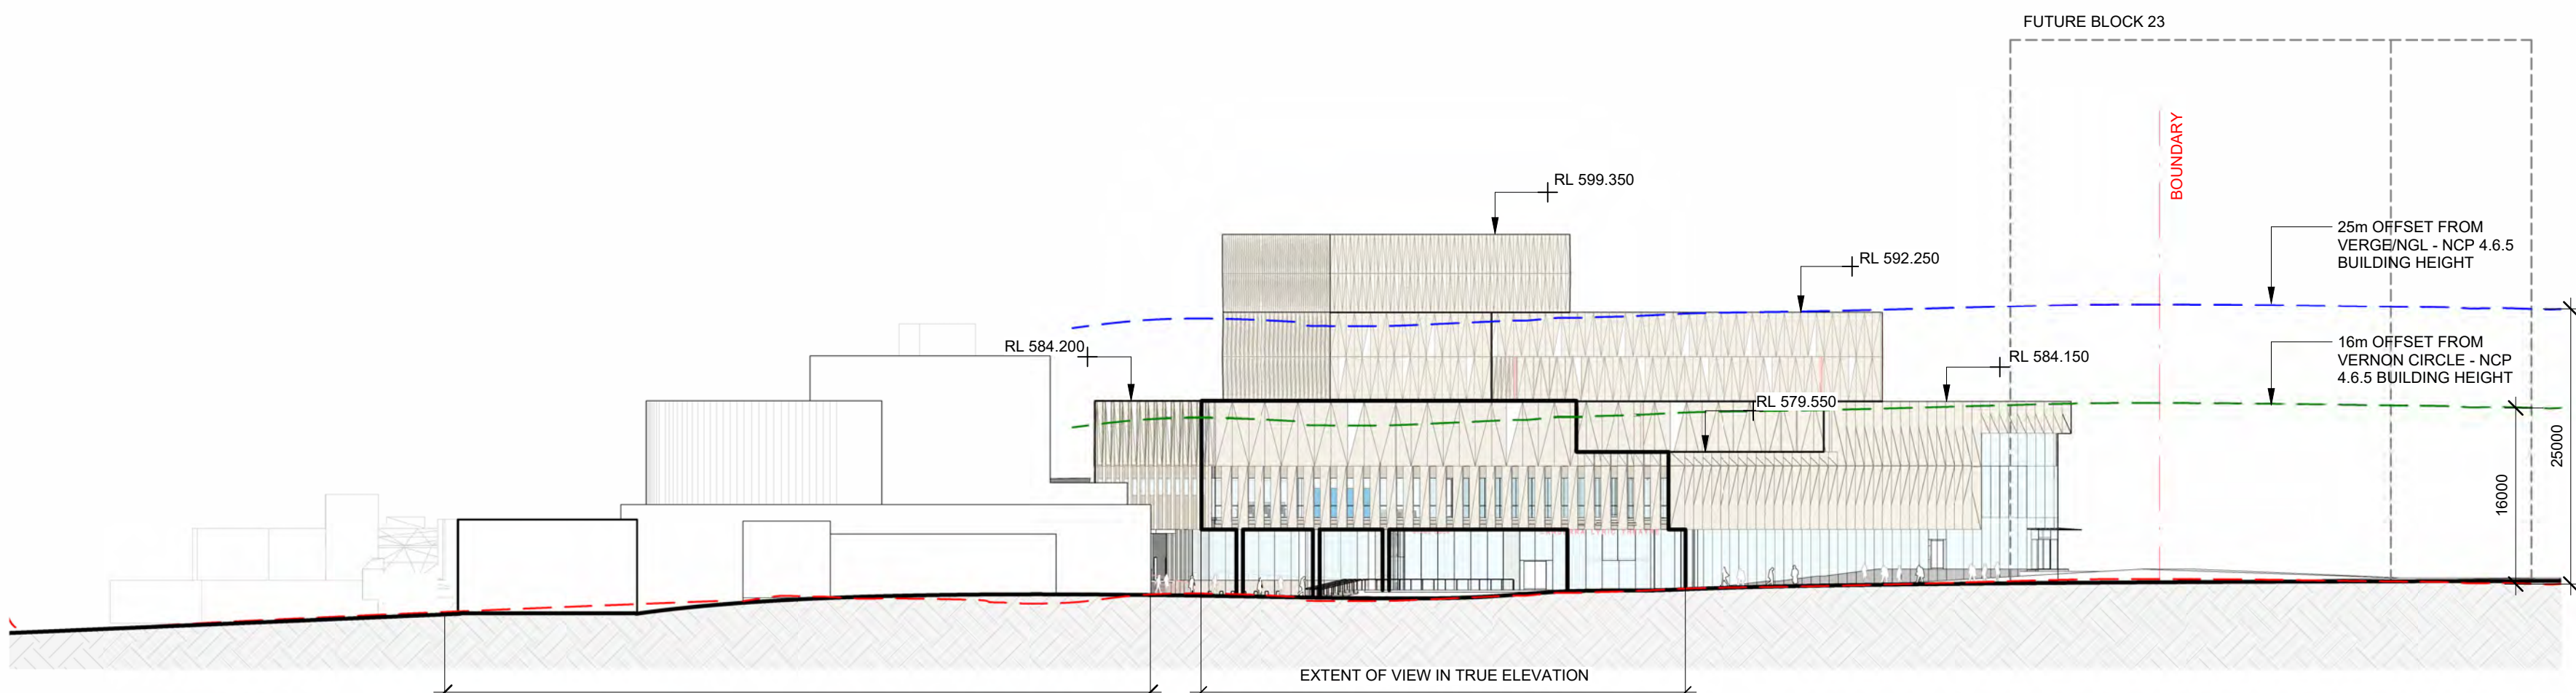 FUTURE BLOCK 23
BOUNDARY
RL 599.350
25m OFFSET FROM
VERGE/NGL - NCP 4.6.5
BUILDING HEIGHT
RL 592.250
RL 584.200
16m OFFSET FROM
VERNON CIRCLE - NCP
4.6.5 BUILDING HEIGHT
RL 584.150
RL 579.550
25000
16000
LYRIC THEATRE
EXTENT OF VIEW IN TRUE ELEVATION